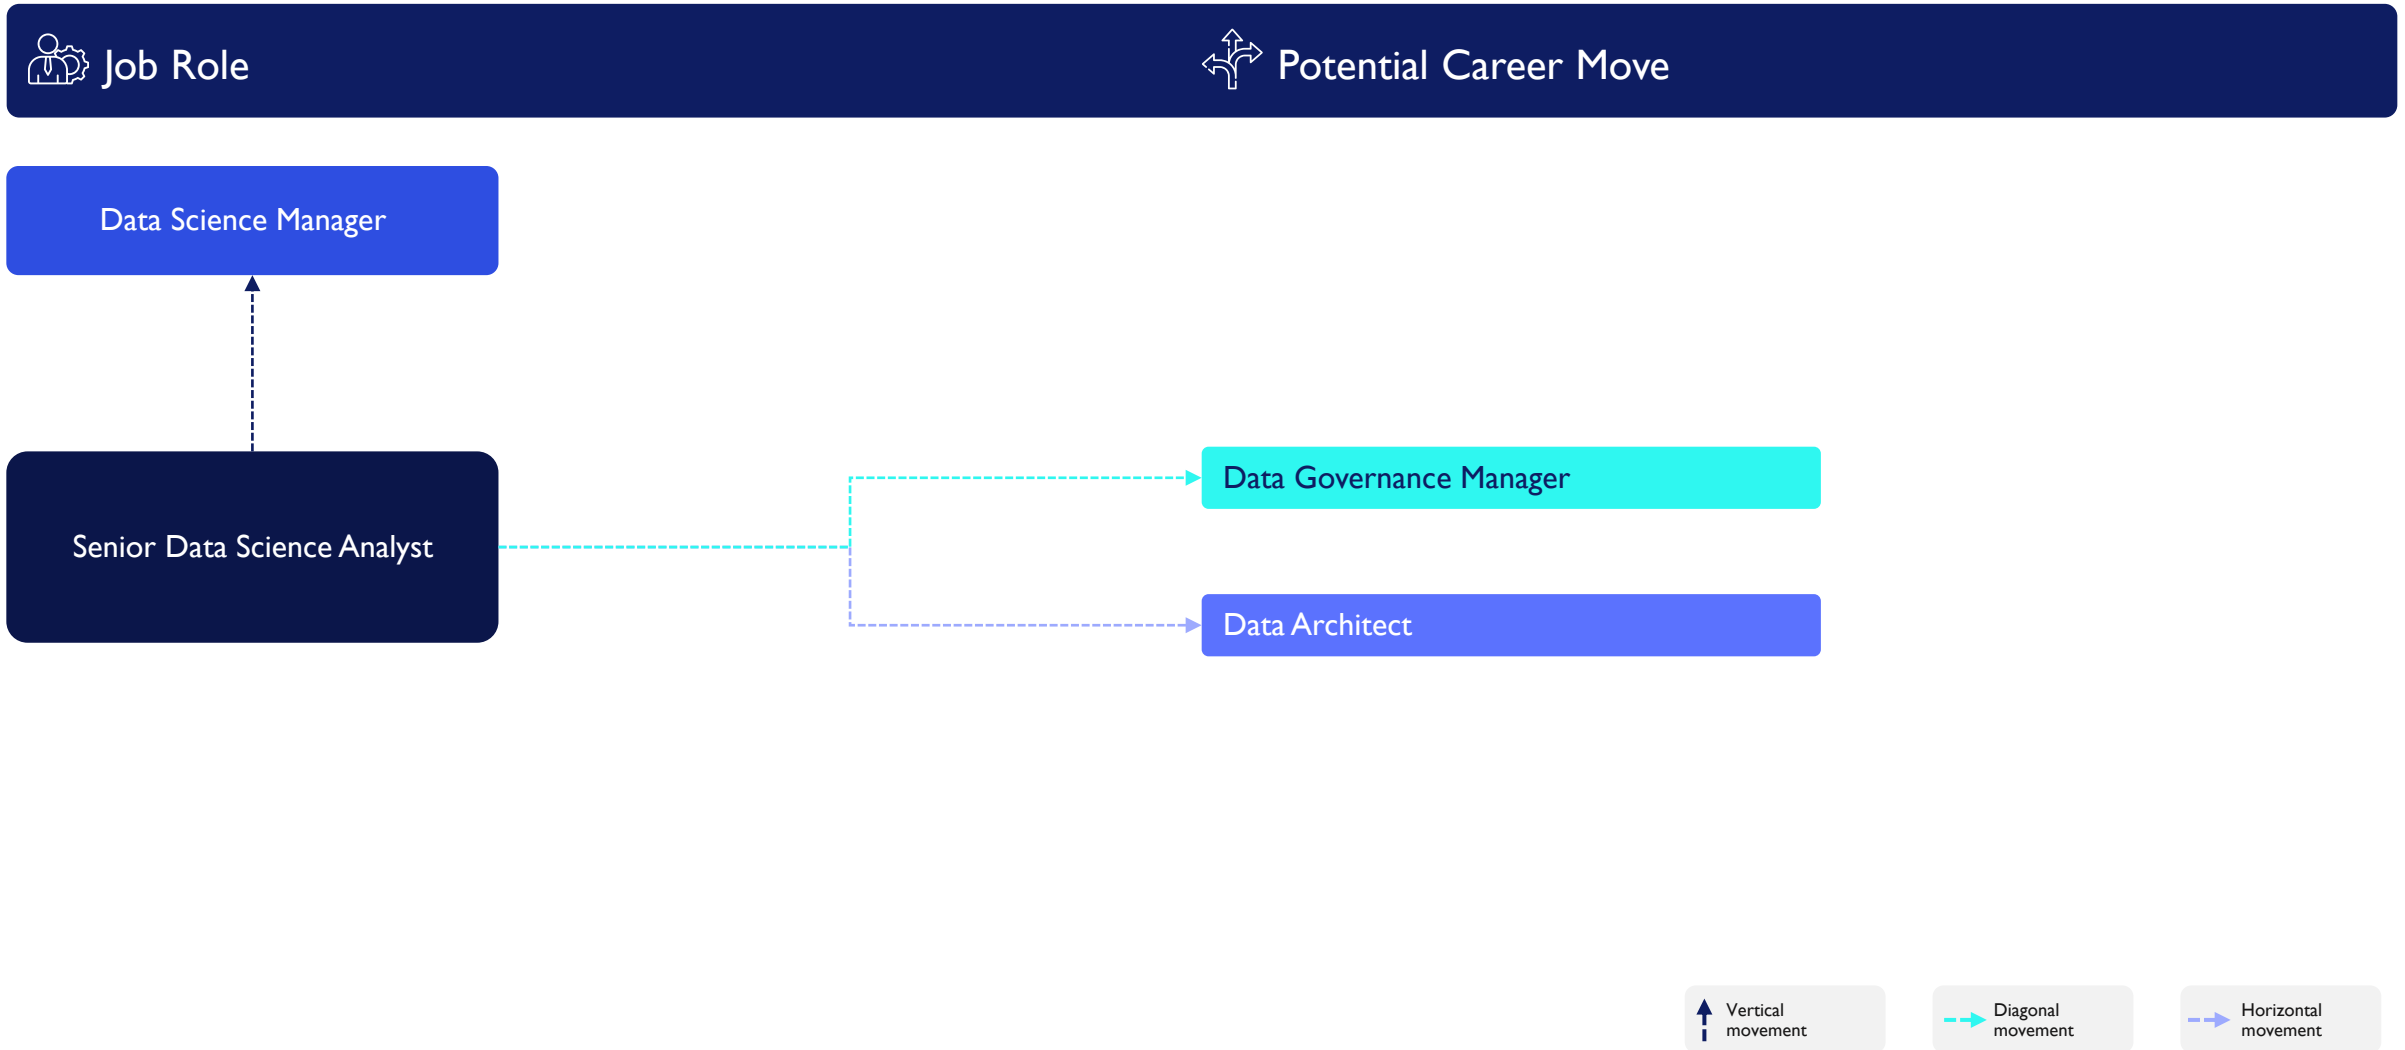 Job Role
Potential Career Move
Data Science Manager
Data Governance Manager
Senior Data Science Analyst
Data Architect
Vertical
movement
Diagonal
movement
Horizontal
movement